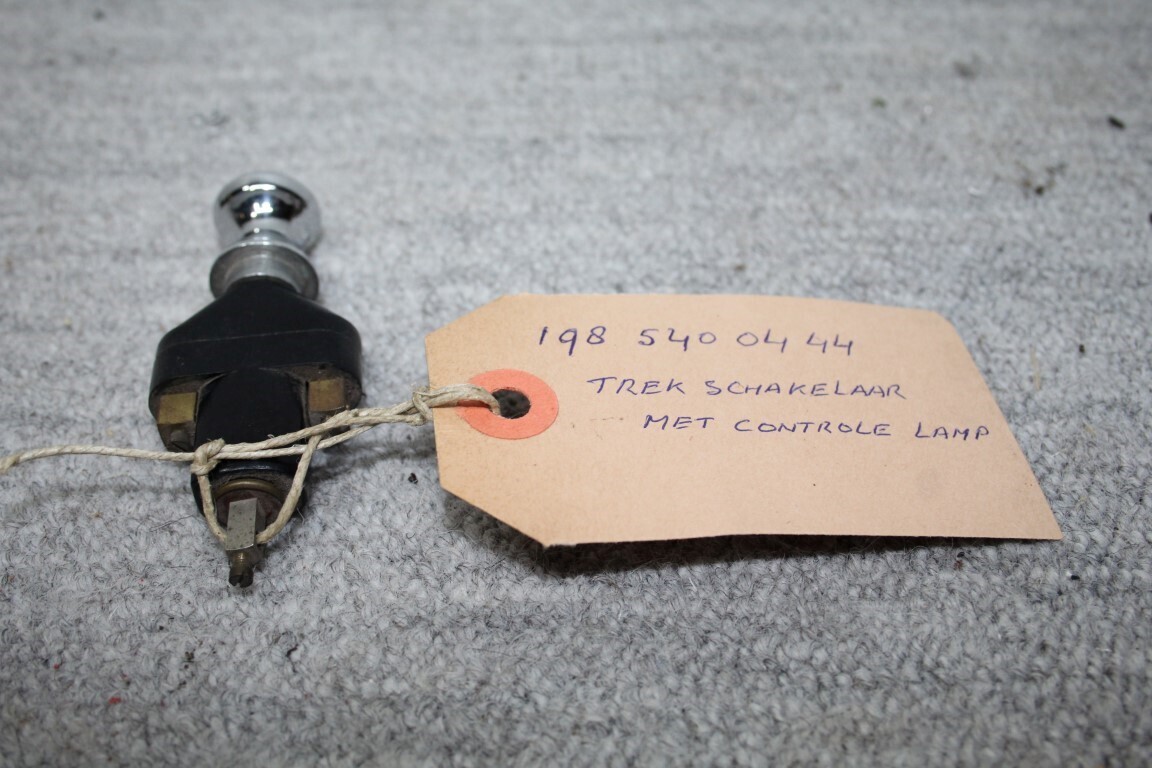 198 540 04 44
TREK SCHAKELAAR
MET CONTROLE LAMP